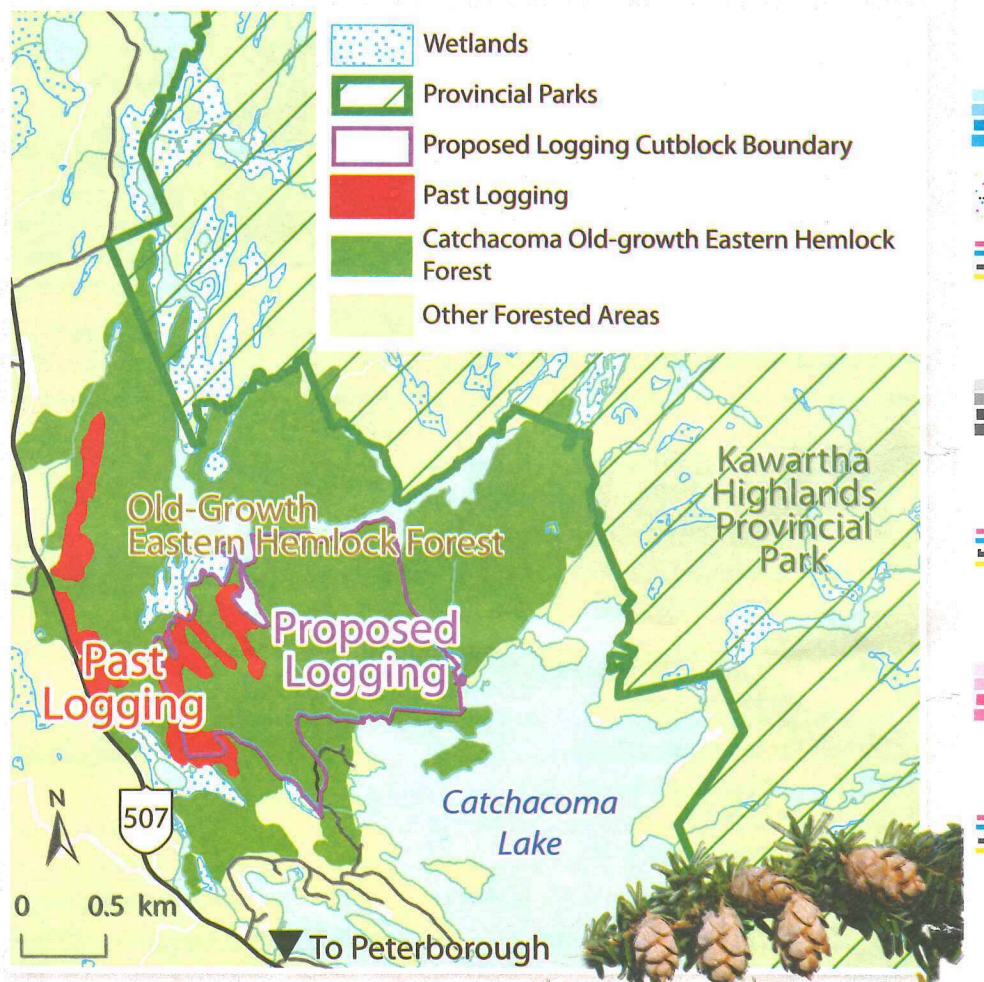 Wetlands
Provincial Parks
Proposed Logging Cutblock Boundary
Past Logging
Catchacoma Old-growth Eastern Hemlock
Forest
Other Forested Areas
Kawartha
Highlands
Provincial
Park
Old-Growth
Eastern Hemlock Forest
Proposed
Logging
Past
Logging
Catchacoma
Lake
N
507
0 0.5 km
To Peterborough